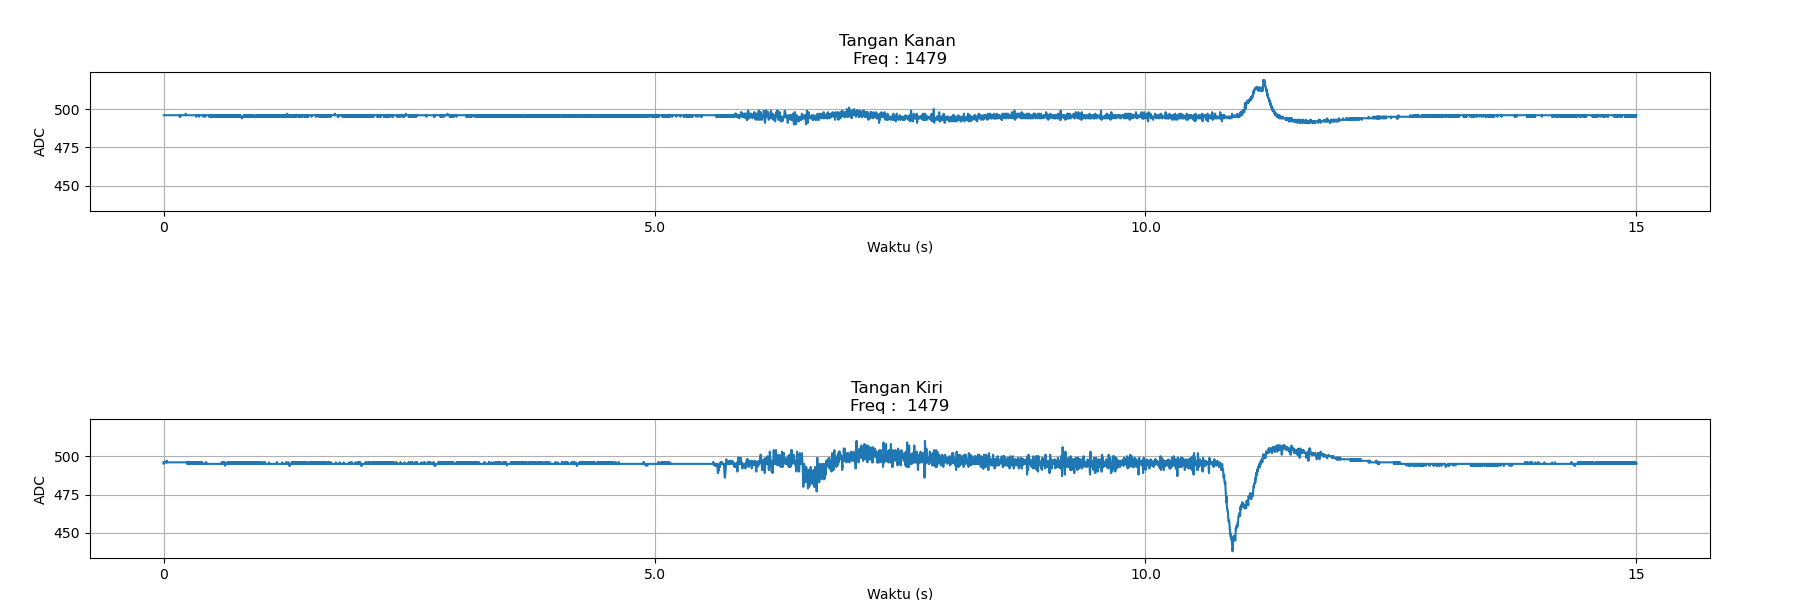 Tangan Kanan
Freq : 1479
500
475
450
ADC
0 5.0 10.0 15
Waktu (s)
Tangan Kiri
Freq :  1479
500
475
450
ADC
0 5.0 10.0 15
Waktu (s)